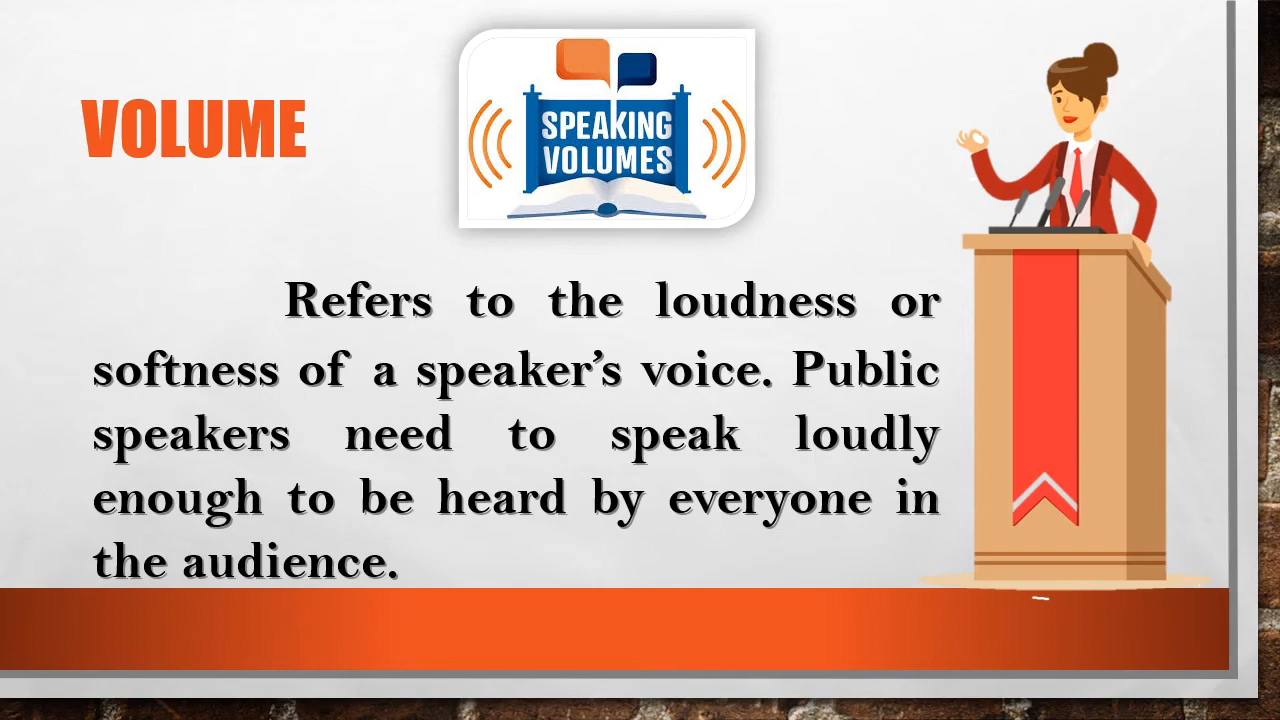 VOLUME
SPEAKING
VOLUMES
Refers to the loudness or
softness of a speaker’s voice. Public
speakers need to speak loudly
enough to be heard by everyone in
the audience.